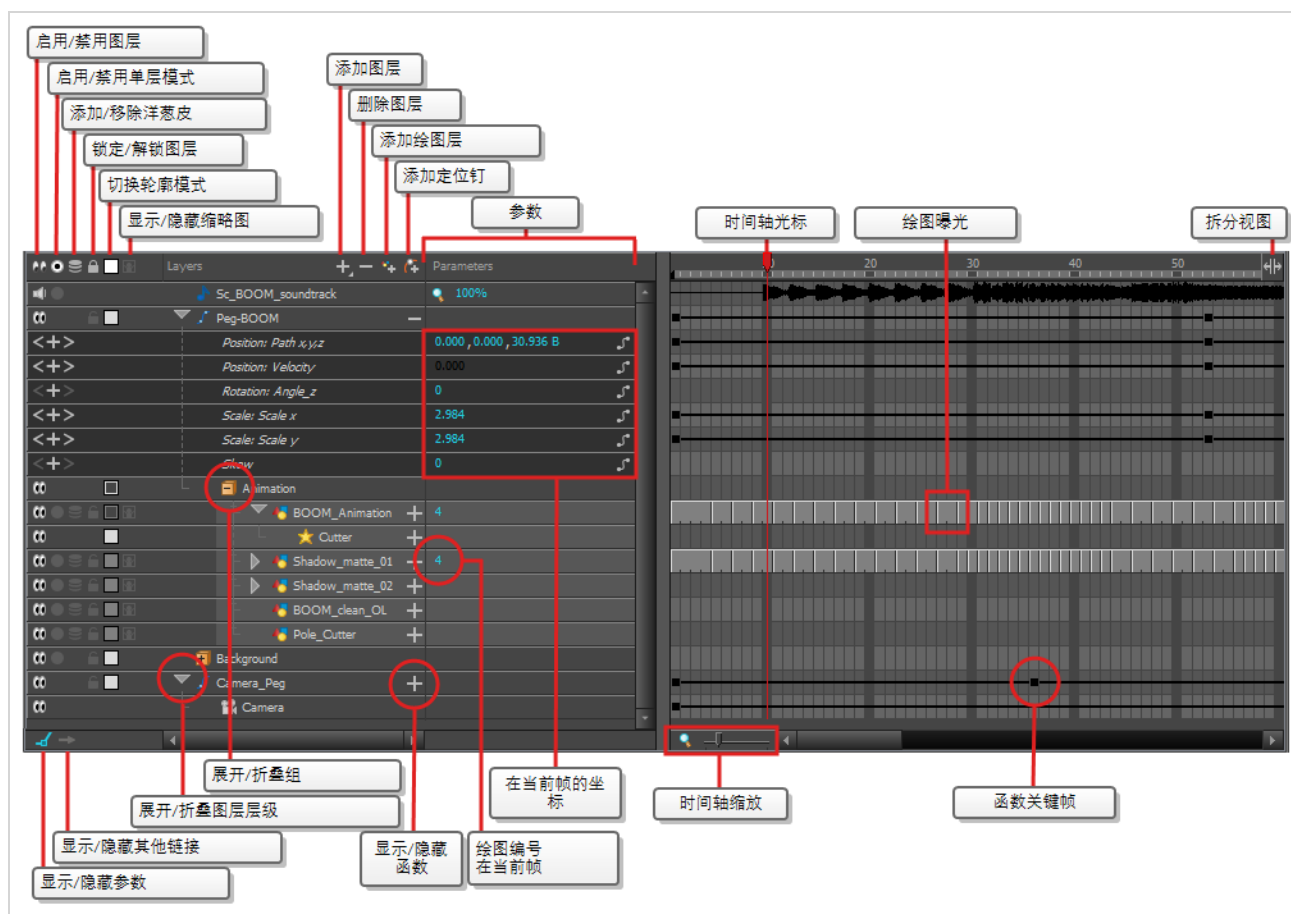 启用/禁用图层
启用/禁用单层模式
添加/移除洋葱皮
锁定/解锁图层
切换轮廓模式
显示/隐藏缩略图
添加图层
删除图层
添加绘图层
添加定位钉
参数
时间轴光标
绘图曝光
拆分视图
Layers
Parameters
20
30
40
50
Sc_BOOM_soundtrack
100%
Peg-BOOM
Position: Path x,y,z
0.000 , 0.000 , 30.936 B
Position: Velocity
0.000
Rotation: Angle_z
0
Scale: Scale x
2.984
Scale: Scale y
2.984
Skew
0
Animation
BOOM_Animation
4
Cutter
Shadow_matte_01
4
Shadow_matte_02
BOOM_clean_OL
Pole_Cutter
Background
Camera_Peg
Camera
展开/折叠组
展开/折叠图层层级
显示/隐藏其他链接
显示/隐藏参数
显示/隐藏
函数
绘图编号
在当前帧
在当前帧的坐
标
时间轴缩放
函数关键帧